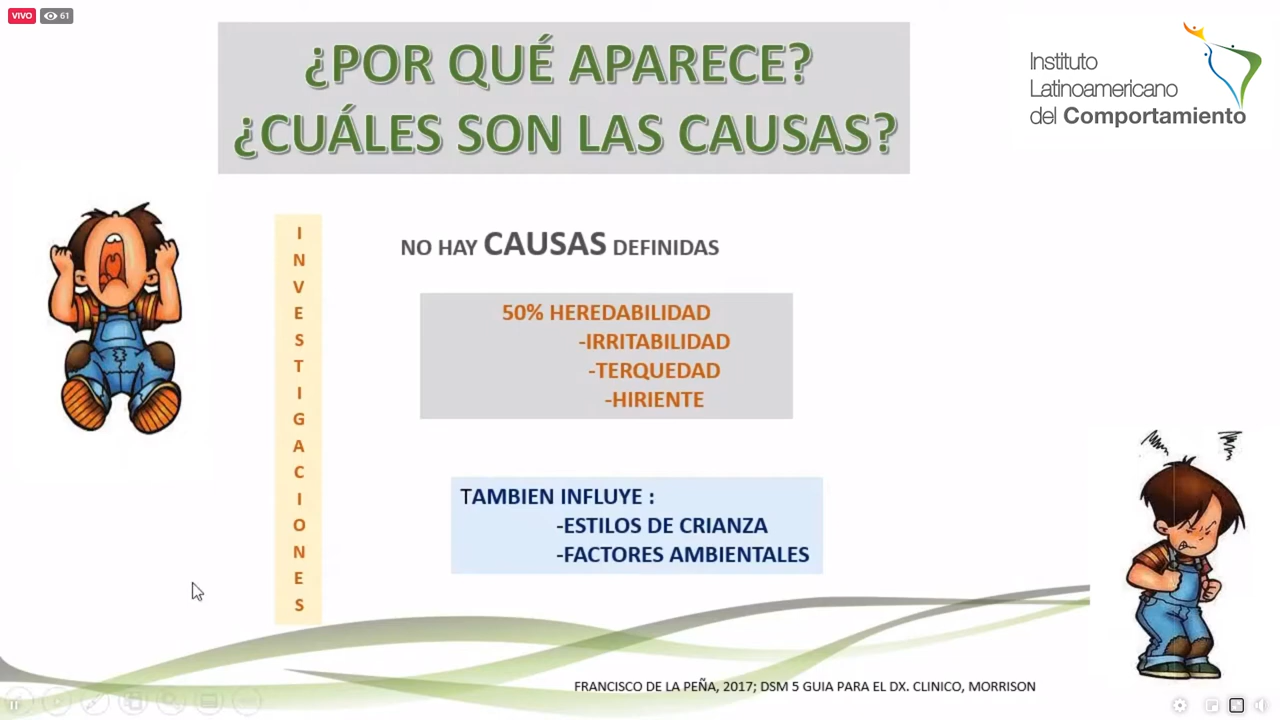 VIVO 61
¿POR QUÉ APARECE?
¿CUÁLES SON LAS CAUSAS?
Instituto
Latinoamericano
del Comportamiento
I
N
V
E
S
T
I
G
A
C
I
O
N
E
S
NO HAY CAUSAS DEFINIDAS
50% HEREDABILIDAD
-IRRITABILIDAD
-TERQUEDAD
-HIRIENTE
TAMBIEN INFLUYE :
-ESTILOS DE CRIANZA
-FACTORES AMBIENTALES
FRANCISCO DE LA PEÑA, 2017; DSM 5 GUIA PARA EL DX. CLINICO, MORRISON